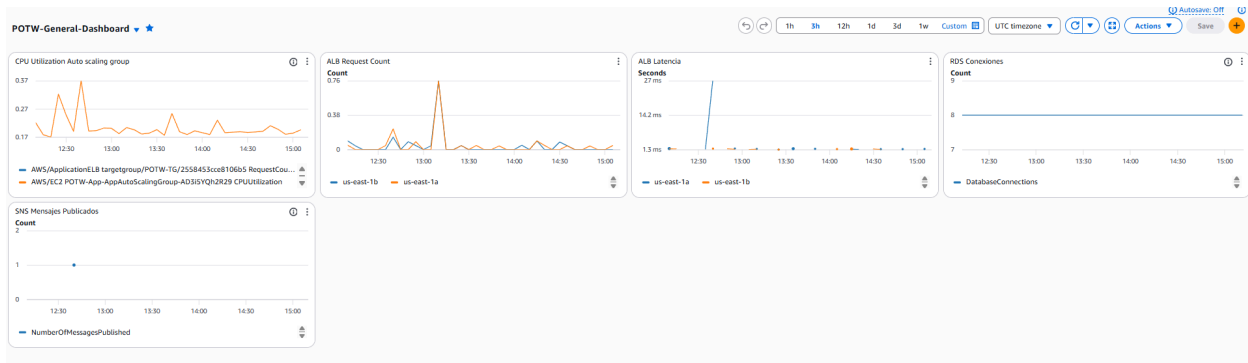 Autosave: Off
POTW-General-Dashboard
1h 3h 12h 1d 3d 1w Custom
UTC timezone
Actions
Save
CPU Utilization Auto scaling group
0.37
0.27
0.17
12:30 13:00 13:30 14:00 14:30 15:00
AWS/ApplicationELB targetgroup/POTW-TG/2558453cce8106b5 RequestCou...
AWS/EC2 POTW-App-AppAutoScalingGroup-AD3i5YQh2R29 CPUUtilization
ALB Request Count
Count
0.76
0.38
0
12:30 13:00 13:30 14:00 14:30 15:00
us-east-1b us-east-1a
ALB Latencia
Seconds
27 ms
14.2 ms
1.3 ms
12:30 13:00 13:30 14:00 14:30 15:00
us-east-1a us-east-1b
RDS Conexiones
Count
9
8
7
12:30 13:00 13:30 14:00 14:30 15:00
DatabaseConnections
SNS Mensajes Publicados
Count
2
1
0
12:30 13:00 13:30 14:00 14:30 15:00
NumberOfMessagesPublished